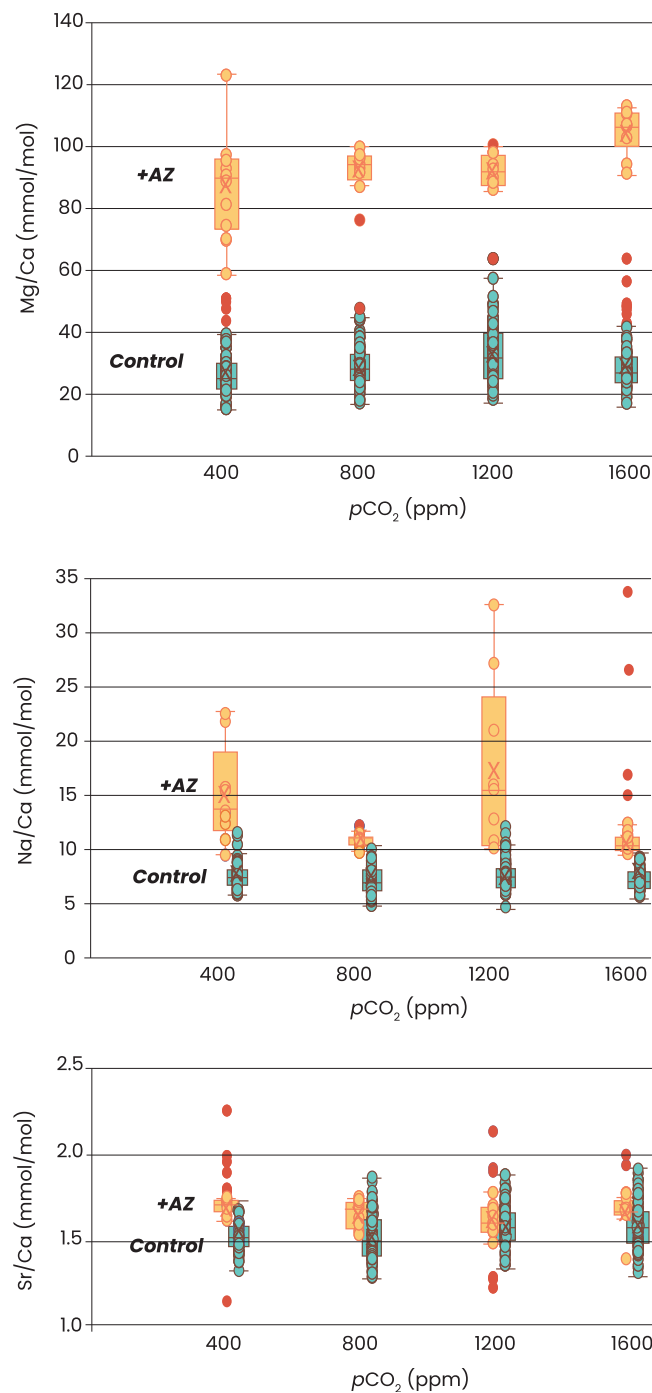 140
120
100
80
60
40
20
0
Mg/Ca (mmol/mol)
+AZ
Control
400 800 1200 1600
pCO₂ (ppm)
35
30
25
20
15
10
5
0
Na/Ca (mmol/mol)
+AZ
Control
400 800 1200 1600
pCO₂ (ppm)
2.5
2.0
1.5
1.0
Sr/Ca (mmol/mol)
+AZ
Control
400 800 1200 1600
pCO₂ (ppm)